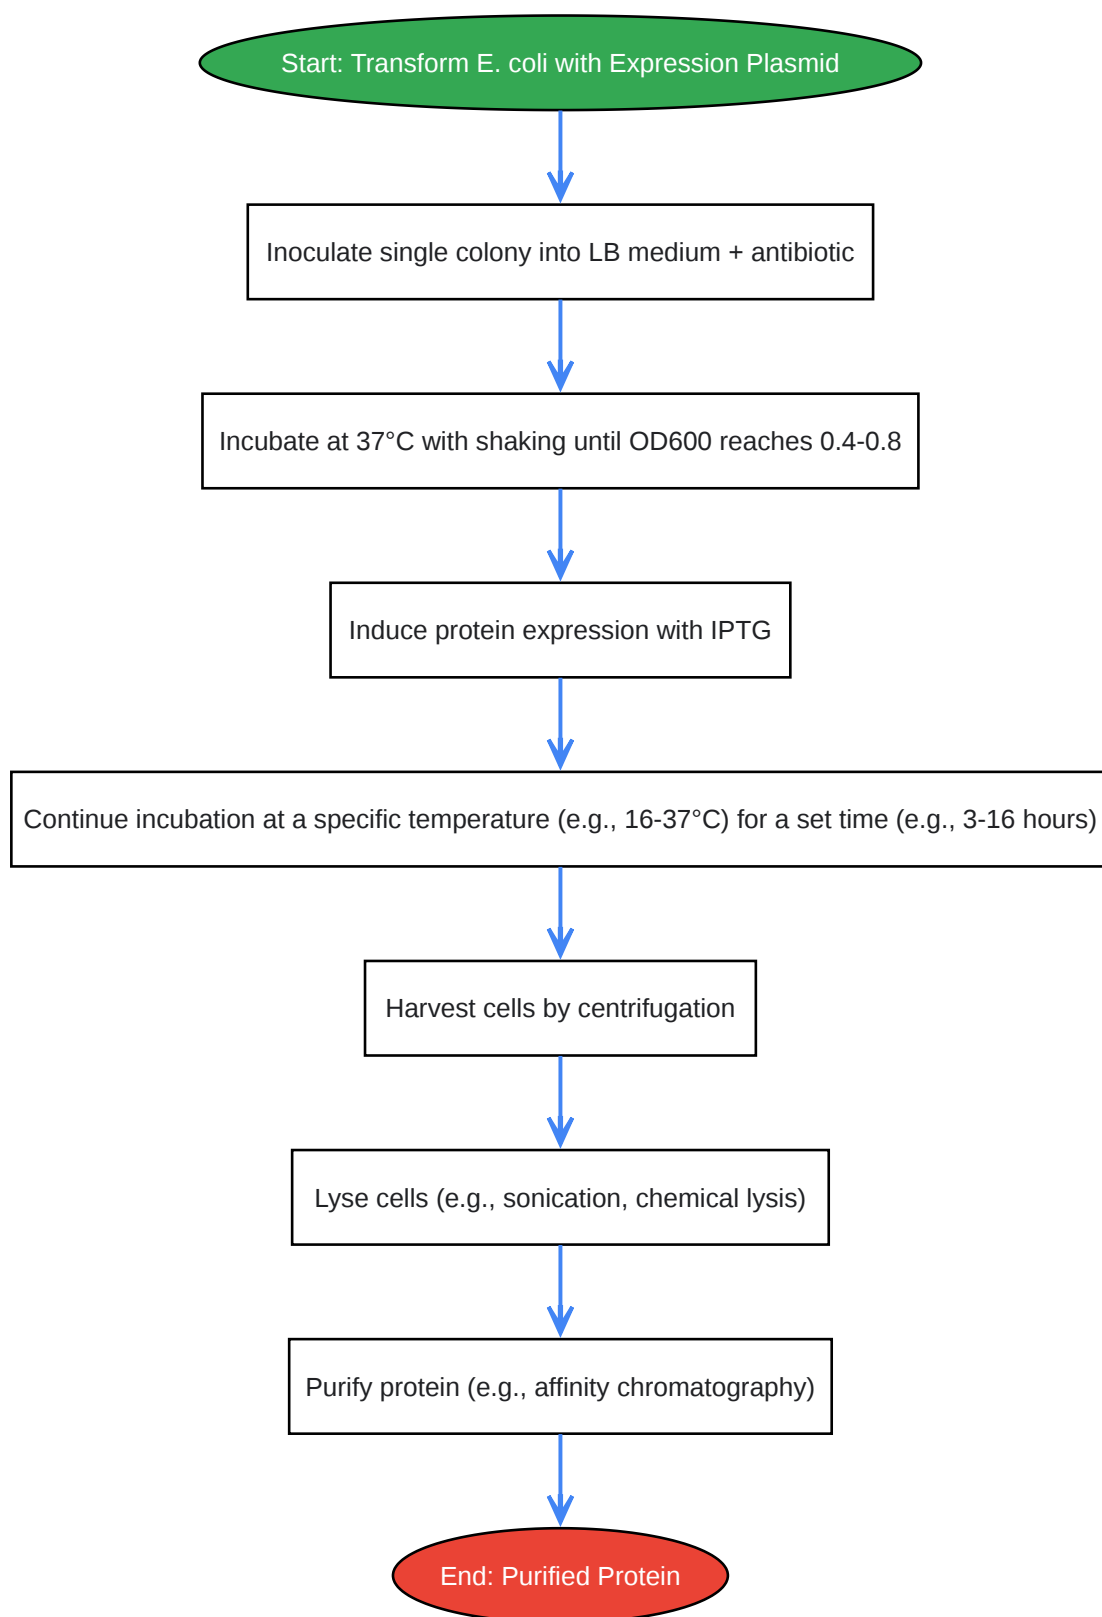 Start: Transform E. coli with Expression Plasmid
Inoculate single colony into LB medium + antibiotic
Incubate at 37°C with shaking until OD600 reaches 0.4-0.8
Induce protein expression with IPTG
Continue incubation at a specific temperature (e.g., 16-37°C) for a set time (e.g., 3-16 hours)
Harvest cells by centrifugation
Lyse cells (e.g., sonication, chemical lysis)
Purify protein (e.g., affinity chromatography)
End: Purified Protein